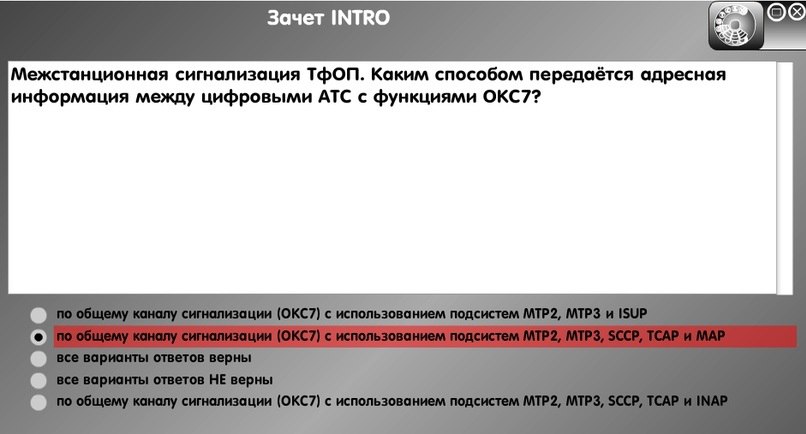 Зачет INTRO
Межстанционная сигнализация ТфОП. Каким способом передаётся адресная
информация между цифровыми АТС с функциями ОКС7?
по общему каналу сигнализации (ОКС7) с использованием подсистем MTP2, MTP3 и ISUP
по общему каналу сигнализации (ОКС7) с использованием подсистем MTP2, MTP3, SCCP, TCAP и MAP
все варианты ответов верны
все варианты ответов НЕ верны
по общему каналу сигнализации (ОКС7) с использованием подсистем MTP2, MTP3, SCCP, TCAP и INAP